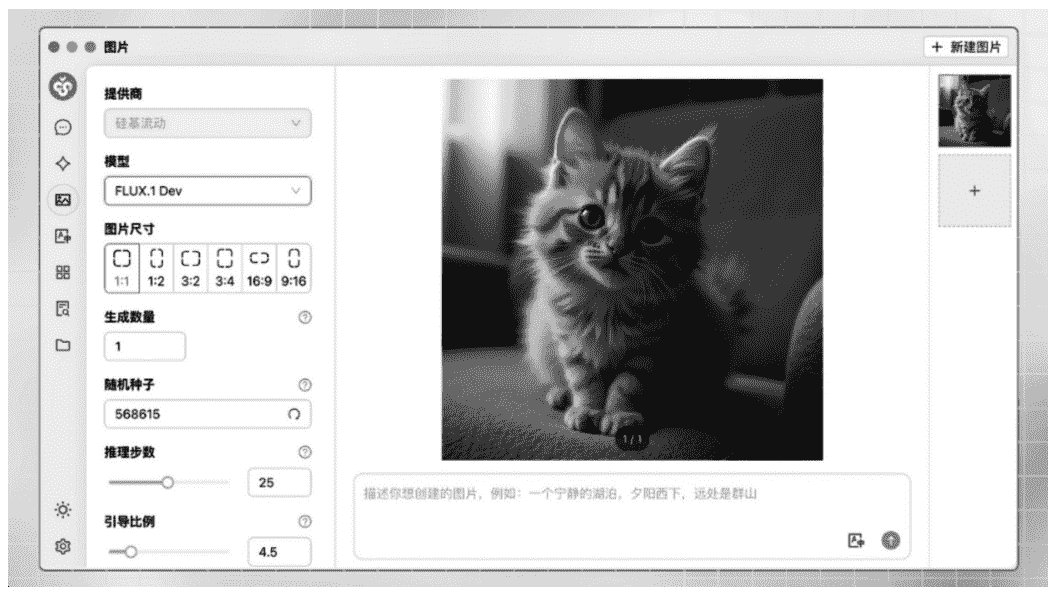 图片
新建图片
提供商
硅基流动
模型
FLUX.1 Dev
图片尺寸
1:1 1:2 3:2 3:4 16:9 9:16
生成数量
1
随机种子
568615
推理步数
25
引导比例
4.5
1/1
描述你想创建的图片，例如：一个宁静的湖泊，夕阳西下，远处是群山